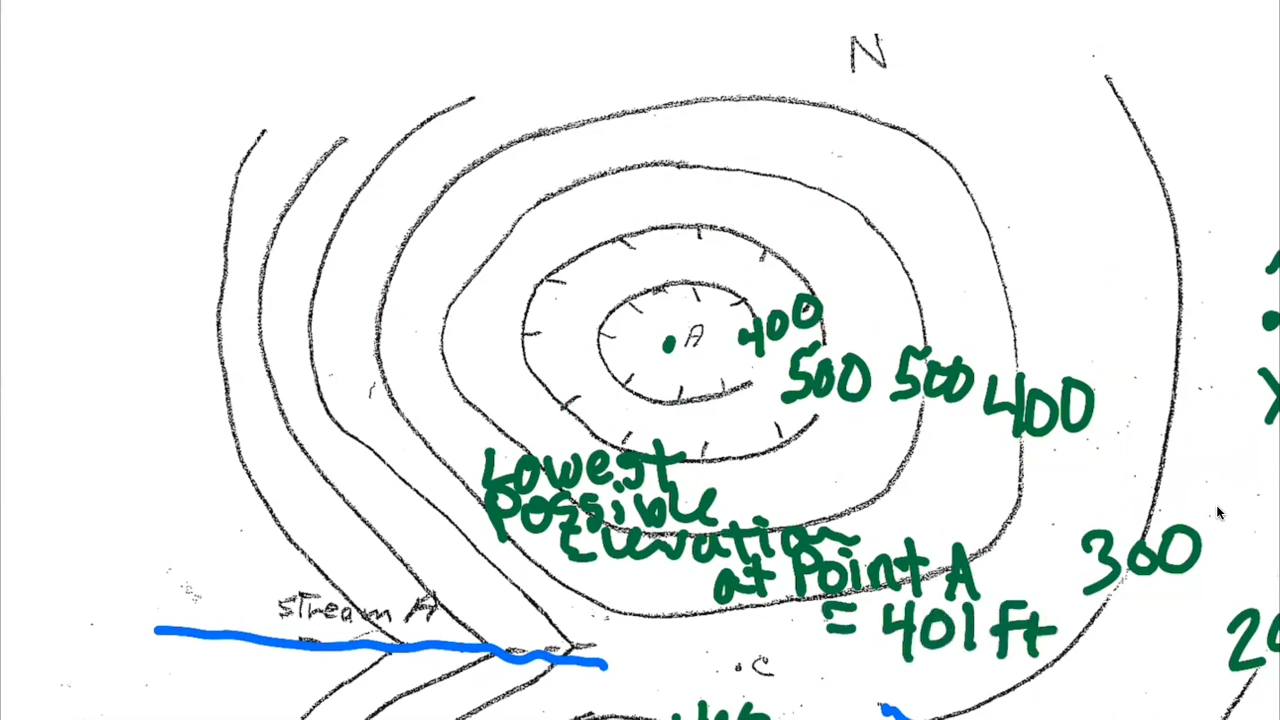 N
A
400
500 500 400
Lowest
Possible
Elevation
at Point A
= 401 ft
300
Stream A
.C